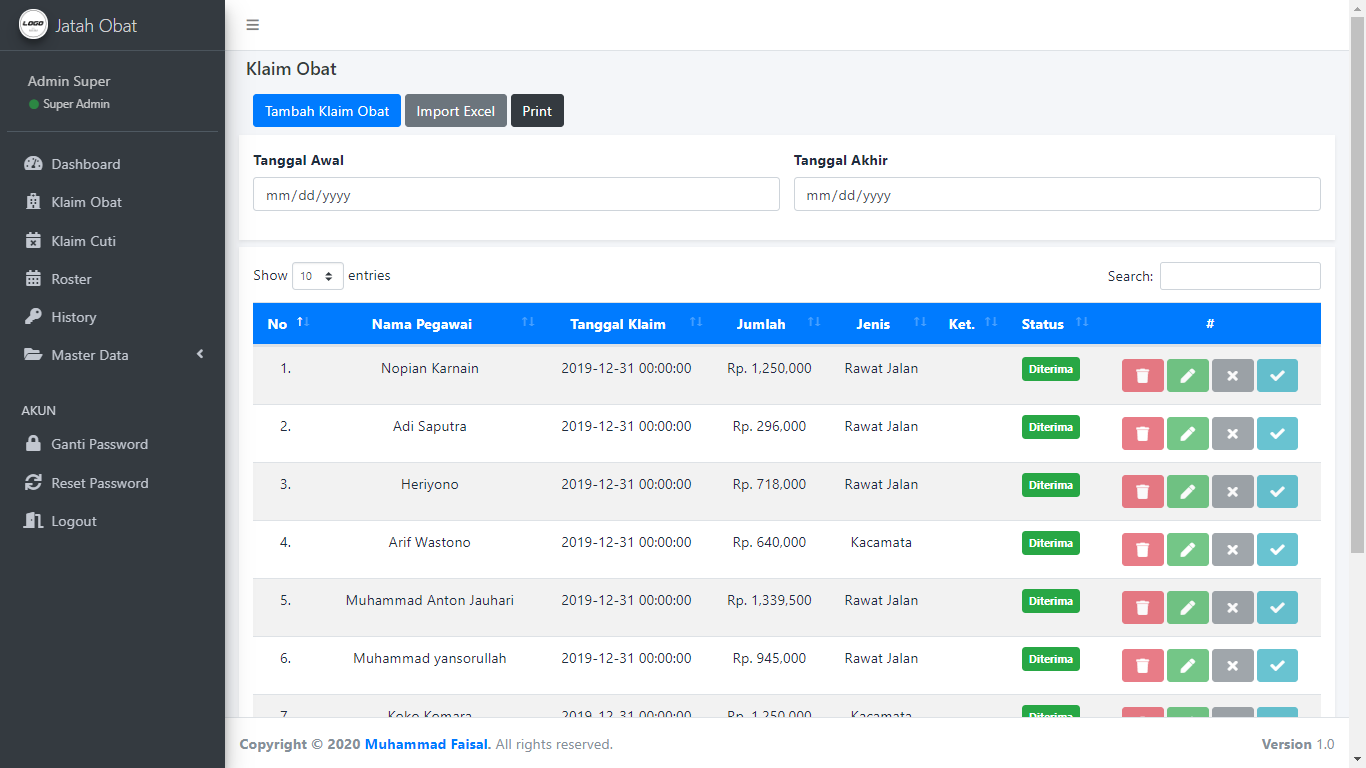 LOGO Jatah Obat
Admin Super
Super Admin
Dashboard
Klaim Obat
Klaim Cuti
Roster
History
Master Data
AKUN
Ganti Password
Reset Password
Logout
Klaim Obat
Tambah Klaim Obat Import Excel Print
Tanggal Awal Tanggal Akhir
mm/dd/yyyy mm/dd/yyyy
Show 10 entries Search:
No Nama Pegawai Tanggal Klaim Jumlah Jenis Ket. Status #
1. Nopian Karnain 2019-12-31 00:00:00 Rp. 1,250,000 Rawat Jalan Diterima
2. Adi Saputra 2019-12-31 00:00:00 Rp. 296,000 Rawat Jalan Diterima
3. Heriyono 2019-12-31 00:00:00 Rp. 718,000 Rawat Jalan Diterima
4. Arif Wastono 2019-12-31 00:00:00 Rp. 640,000 Kacamata Diterima
5. Muhammad Anton Jauhari 2019-12-31 00:00:00 Rp. 1,339,500 Rawat Jalan Diterima
6. Muhammad yansorullah 2019-12-31 00:00:00 Rp. 945,000 Rawat Jalan Diterima
7. Koko Komara 2019-12-31 00:00:00 Rp. 1,250,000 Kacamata Diterima
Copyright © 2020 Muhammad Faisal. All rights reserved. Version 1.0